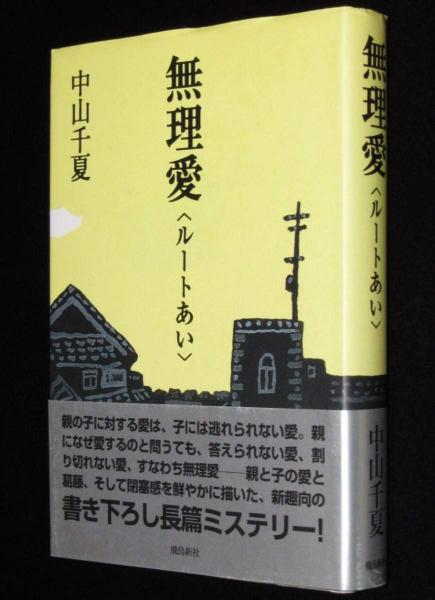 無理愛
〈ルートあい〉
中山千夏
親の子に対する愛は、子には逃れられない愛。親
になぜ愛するのと問うても、答えられない愛、割
り切れない愛、すなわち無理愛──親と子の愛と
葛藤、そして閉塞感を鮮やかに描いた、新趣向の
書き下ろし長篇ミステリー!
飛鳥新社
無理愛
〈ルートあい〉
中山千夏